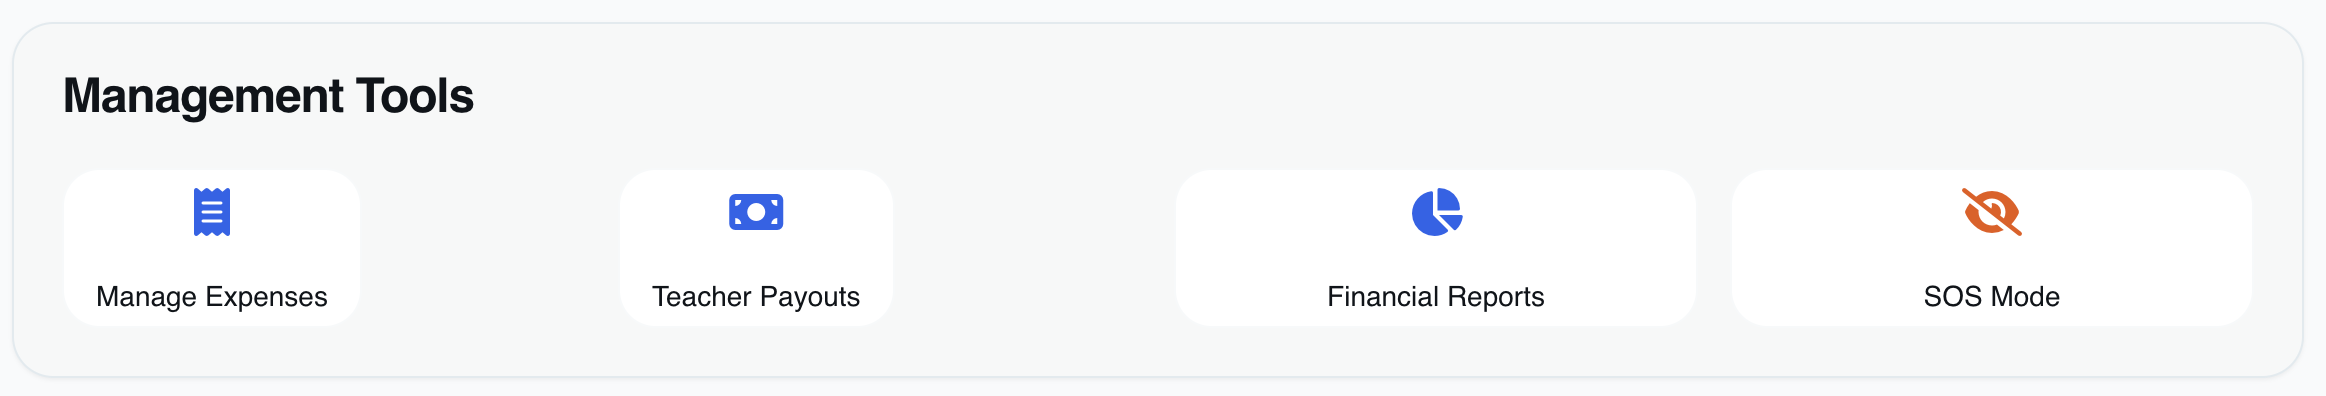 Management Tools
Manage Expenses
Teacher Payouts
Financial Reports
SOS Mode